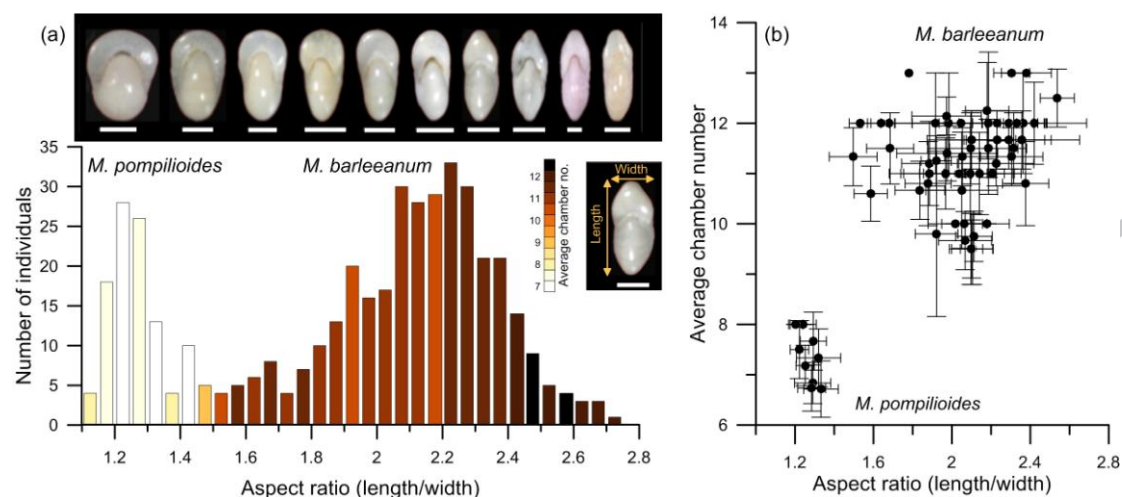 (a)
M. pompilioides
M. barleeanum
35
30
25
20
15
10
5
0
Number of individuals
1.2
1.4
1.6
1.8
2
2.2
2.4
2.6
2.8
Aspect ratio (length/width)
12
11
10
9
8
7
Average chamber no.
Width
Length
(b)
M. barleeanum
14
12
10
8
6
Average chamber number
M. pompilioides
1.2
1.6
2
2.4
2.8
Aspect ratio (length/width)